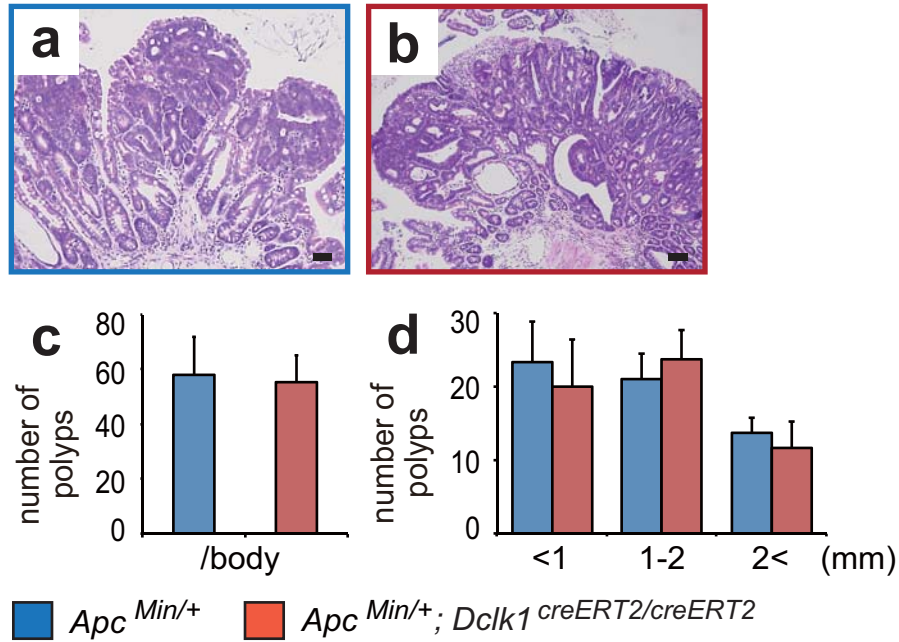 a
b
c
number of polyps
80
60
40
20
0
/body
d
number of polyps
30
20
10
0
<1
1-2
2<
(mm)
Apc Min/+
Apc Min/+; Dclk1 creERT2/creERT2